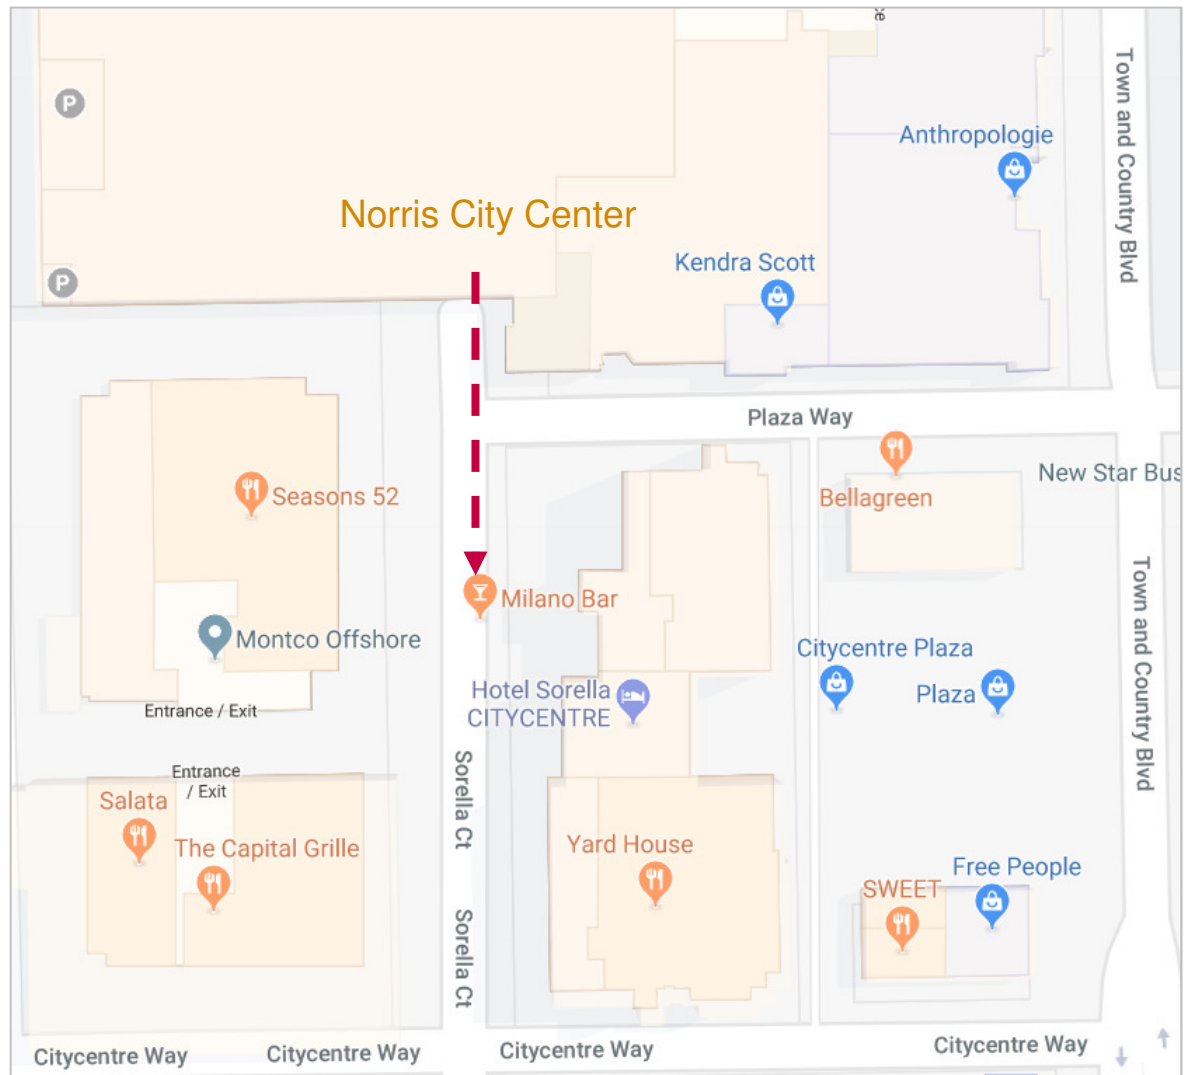 Town and Country Blvd
P
Anthropologie
Norris City Center
Kendra Scott
P
Plaza Way
New Star Bus
Seasons 52
Bellagreen
Milano Bar
Montco Offshore
Citycentre Plaza
Hotel Sorella
CITYCENTRE
Plaza
Town and Country Blvd
Entrance / Exit
Entrance
/ Exit
Sorella Ct
Salata
The Capital Grille
Yard House
Free People
SWEET
Sorella Ct
Citycentre Way
Citycentre Way
Citycentre Way
Citycentre Way